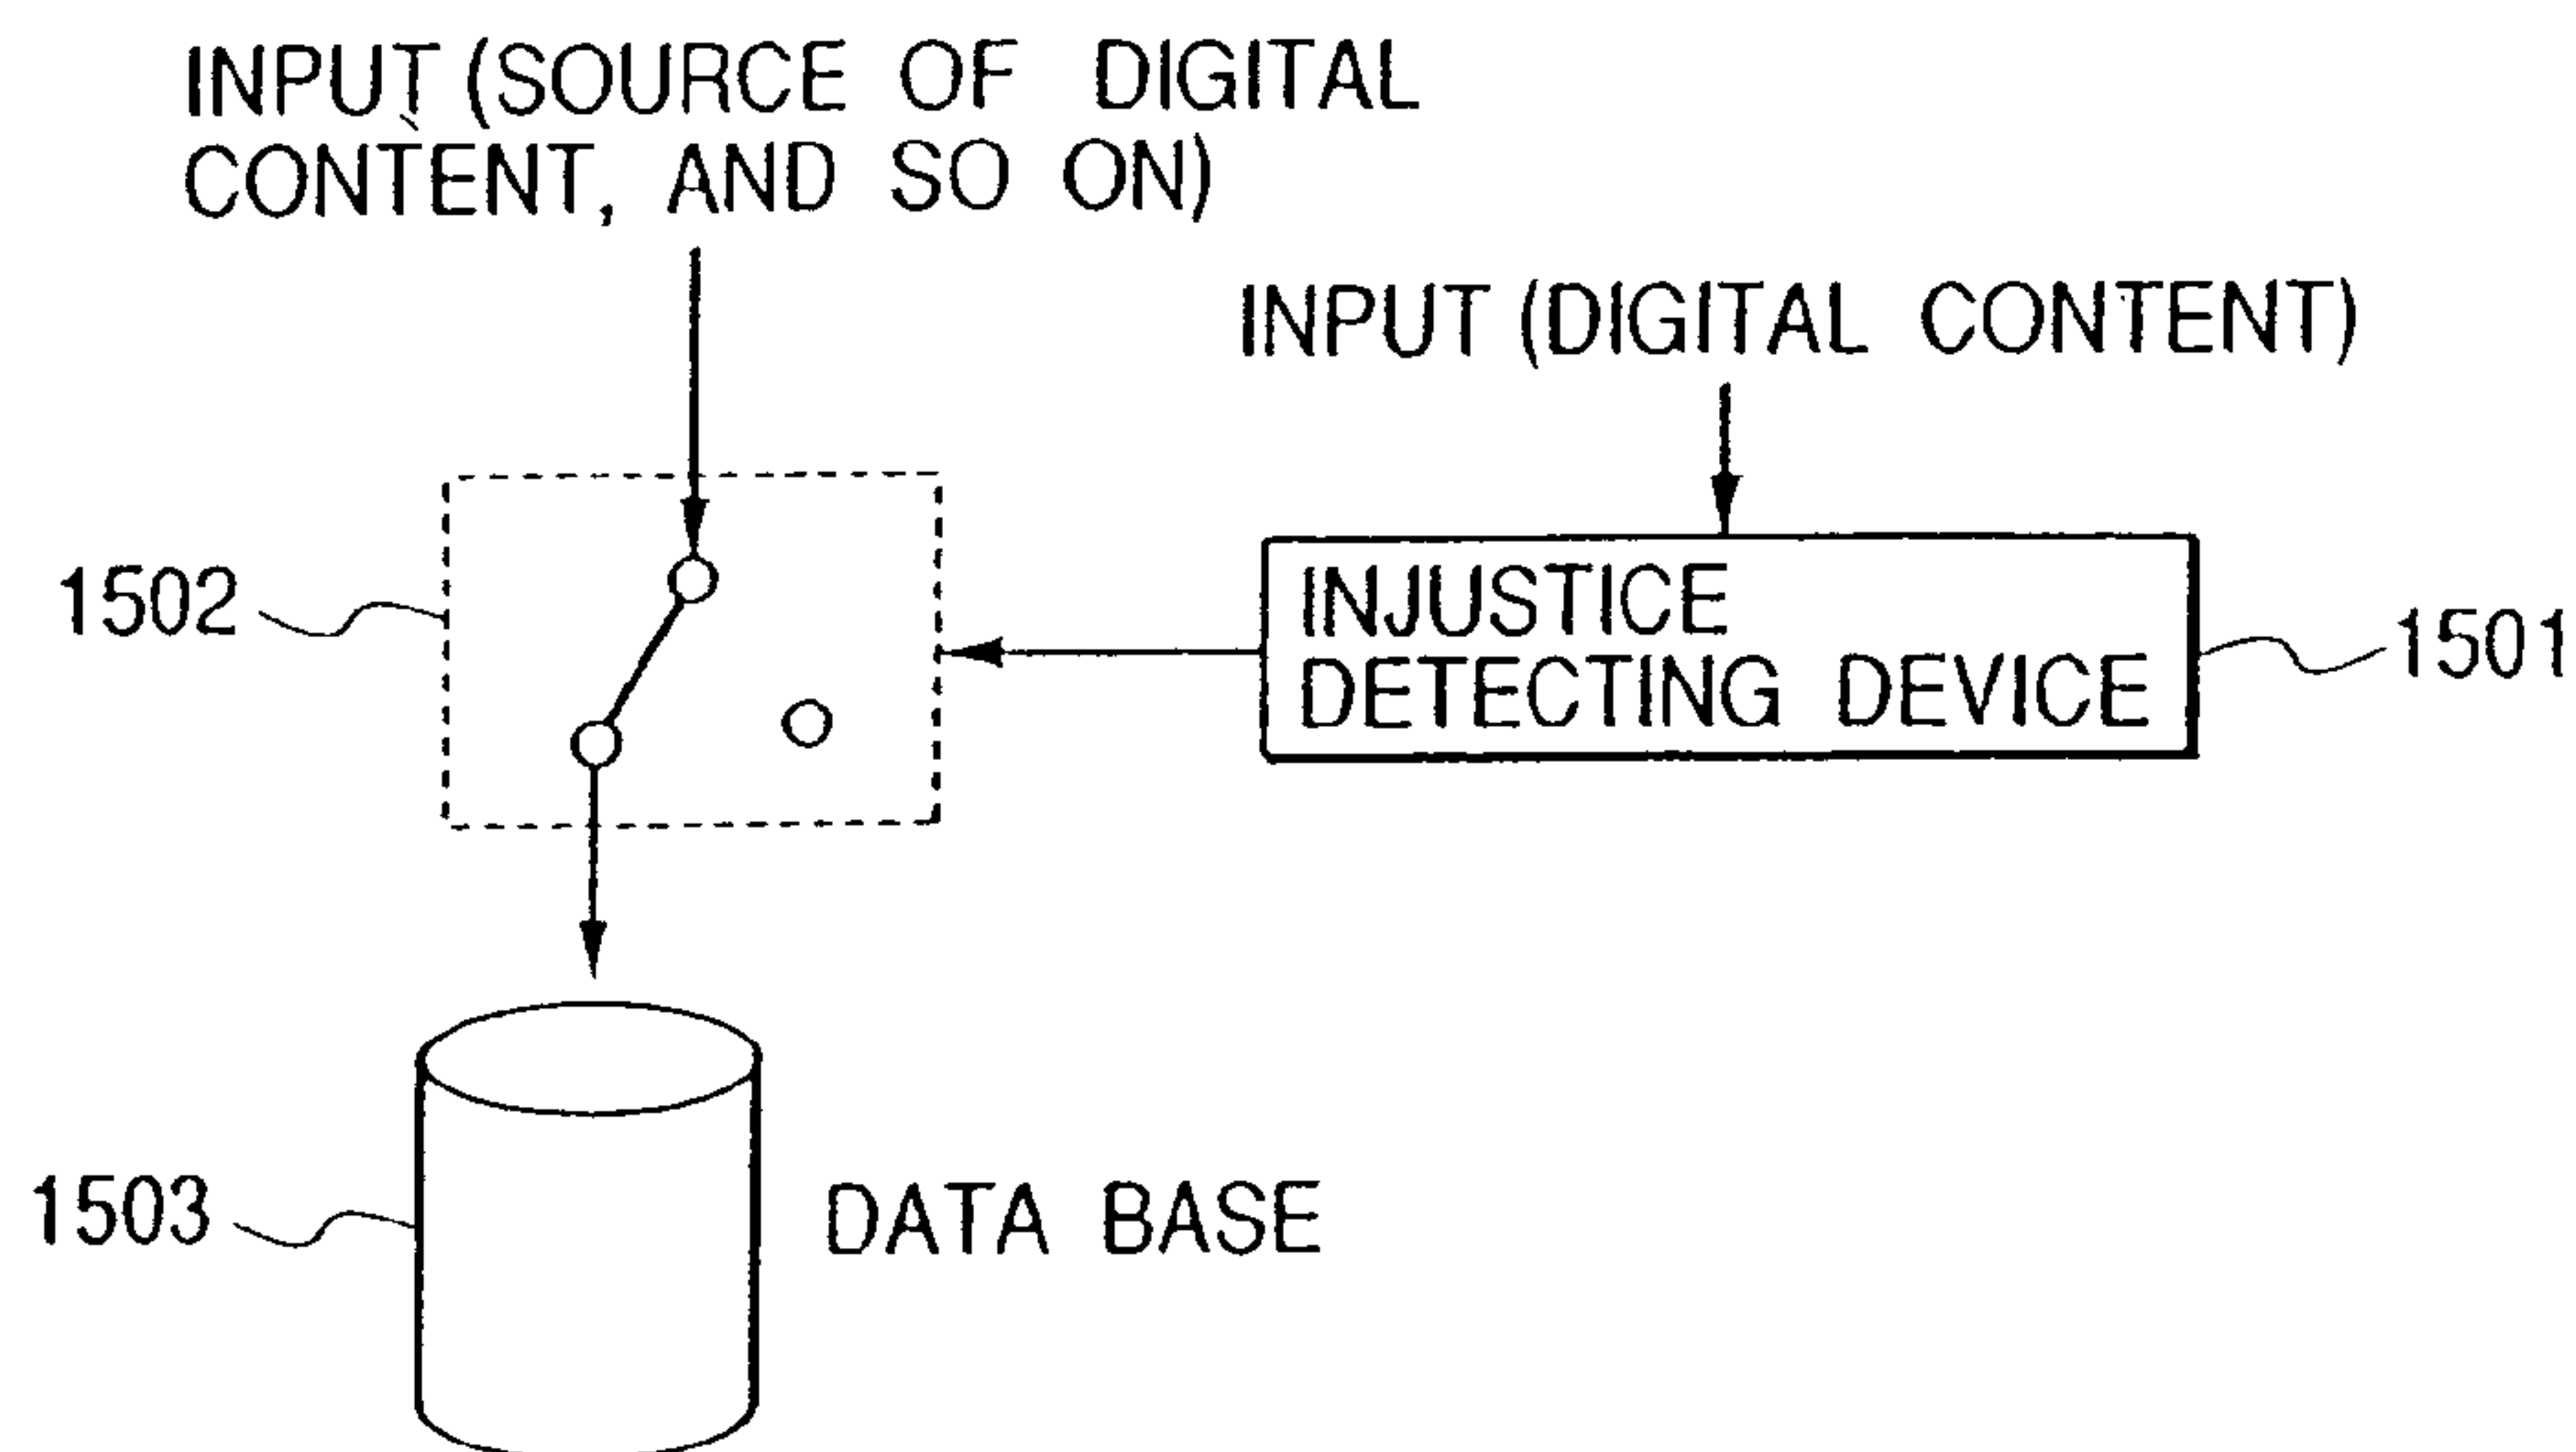 INPUT (SOURCE OF DIGITAL
CONTENT, AND SO ON)
INPUT (DIGITAL CONTENT)
1502
INJUSTICE
DETECTING DEVICE
1501
1503
DATA BASE